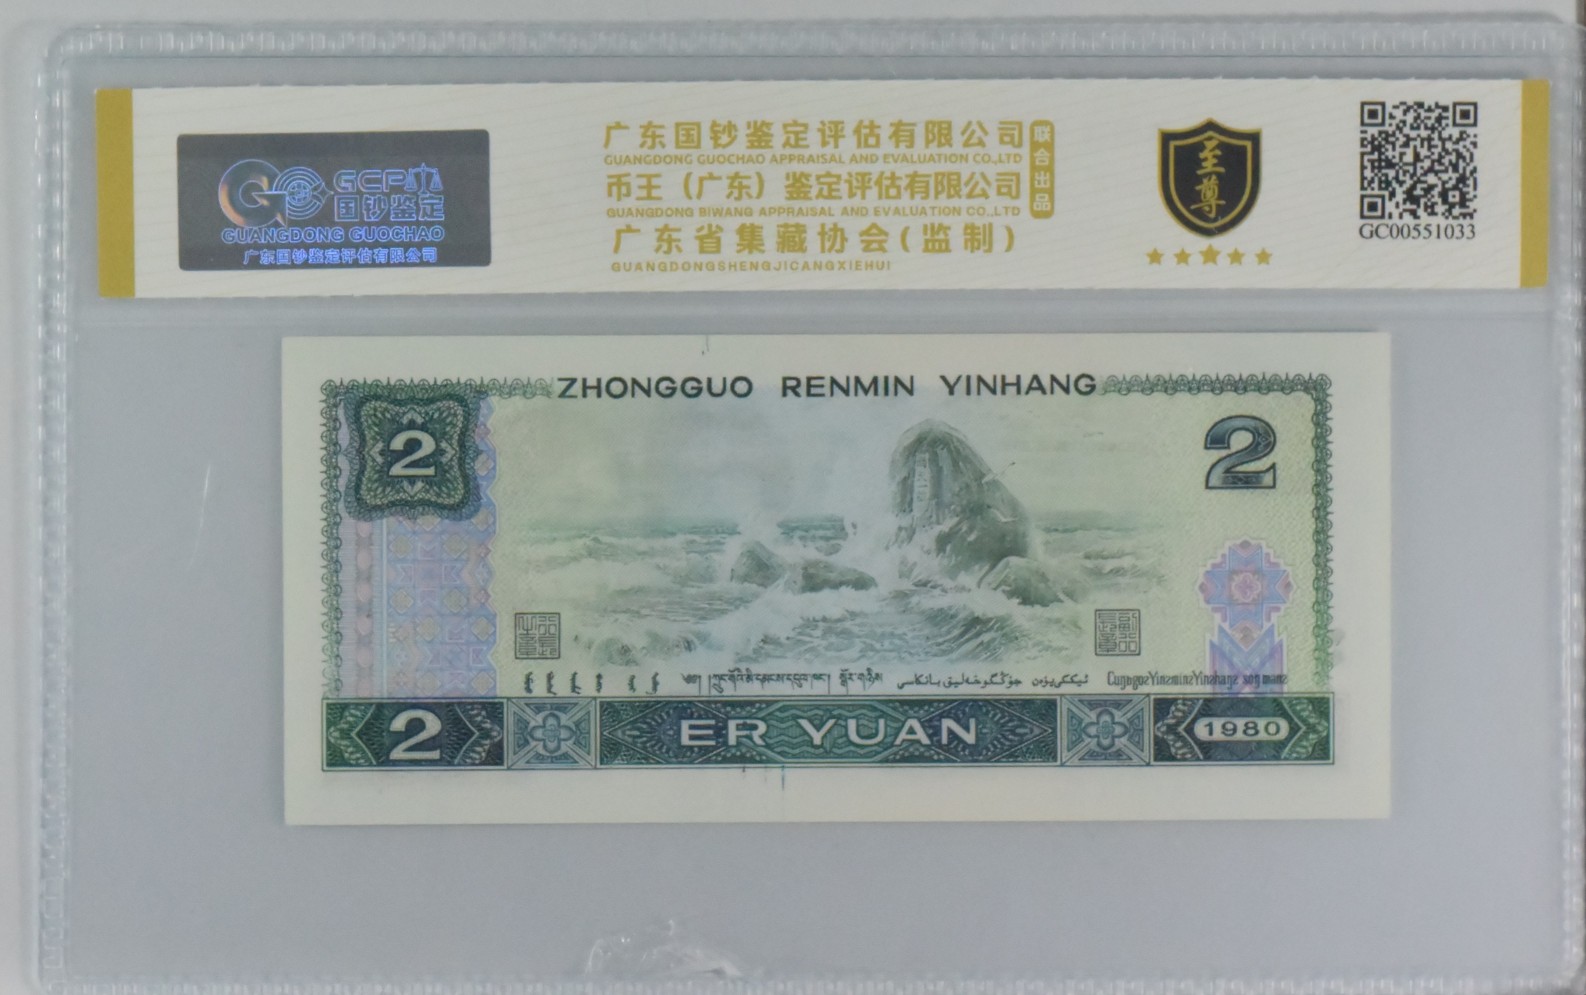 GCP
国钞鉴定
GUANGDONG GUOCHAO
广东国钞鉴定评估有限公司
广东国钞鉴定评估有限公司
GUANGDONG GUOCHAO APPRAISAL AND EVALUATION CO.,LTD
币王（广东）鉴定评估有限公司
GUANGDONG BIWANG APPRAISAL AND EVALUATION CO.,LTD
广东省集藏协会(监制)
GUANGDONGSHENGJICANGXIEHUI
联合出品
至尊
GC00551033
ZHONGGUO RENMIN YINHANG
2
2
2
ER YUAN
1980